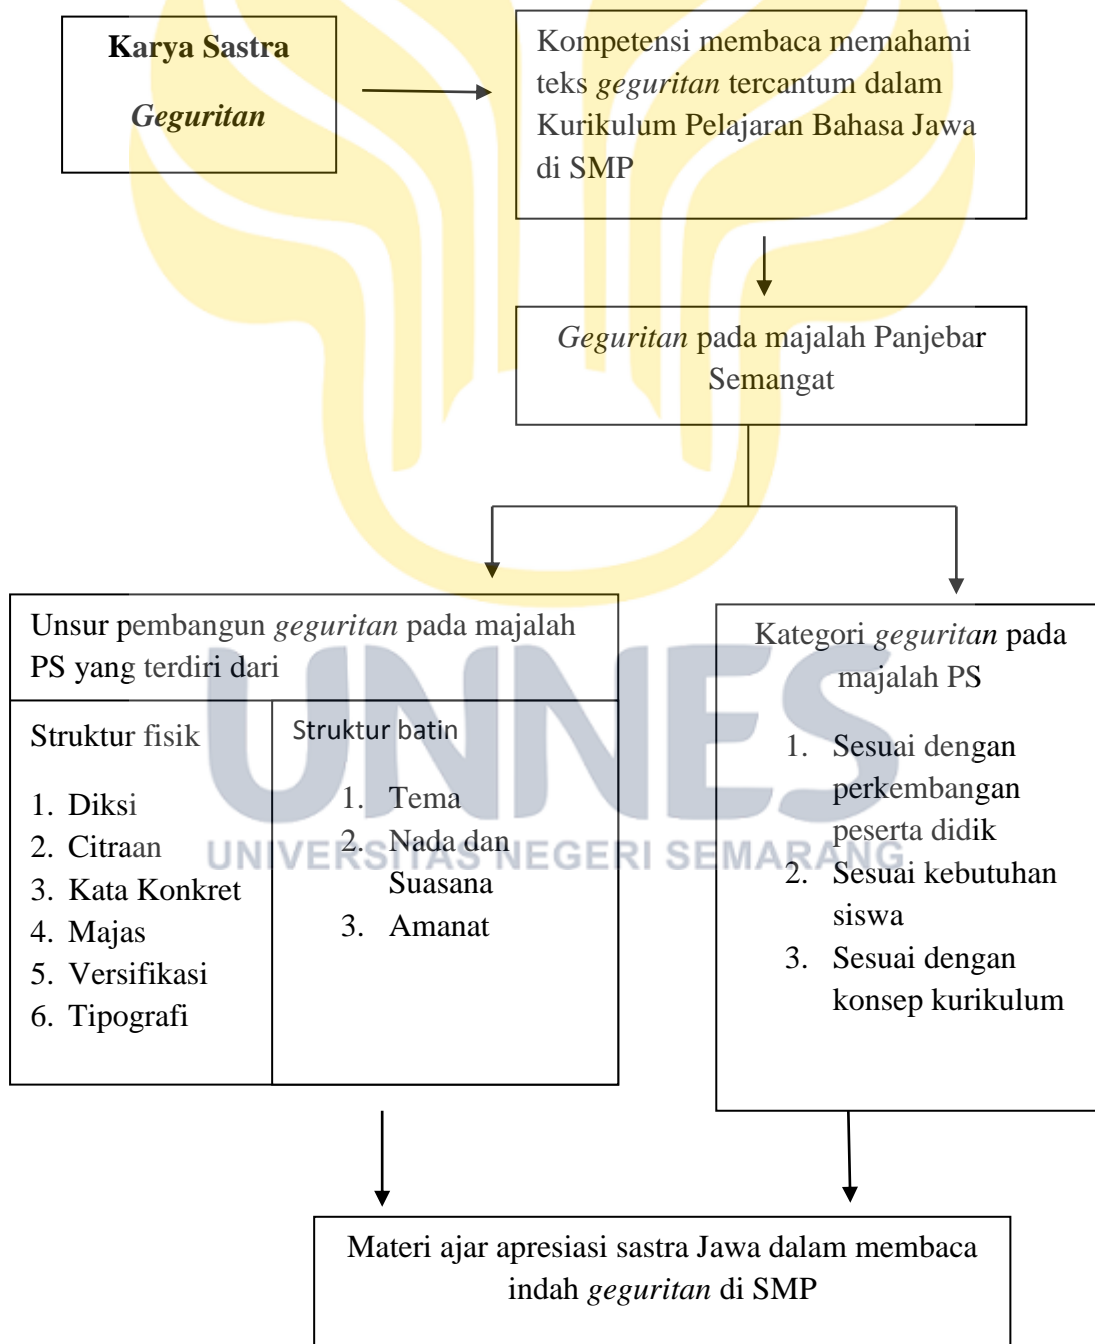 Karya Sastra
Geguritan
Kompetensi membaca memahami
teks geguritan tercantum dalam
Kurikulum Pelajaran Bahasa Jawa
di SMP
Geguritan pada majalah Panjebar
Semangat
Unsur pembangun geguritan pada majalah
PS yang terdiri dari
Struktur fisik
1. Diksi
2. Citraan
3. Kata Konkret
4. Majas
5. Versifikasi
6. Tipografi
Struktur batin
1. Tema
2. Nada dan
Suasana
3. Amanat
Kategori geguritan pada
majalah PS
1. Sesuai dengan
perkembangan
peserta didik
2. Sesuai kebutuhan
siswa
3. Sesuai dengan
konsep kurikulum
UNNES
UNIVERSITAS NEGERI SEMARANG
Materi ajar apresiasi sastra Jawa dalam membaca
indah geguritan di SMP